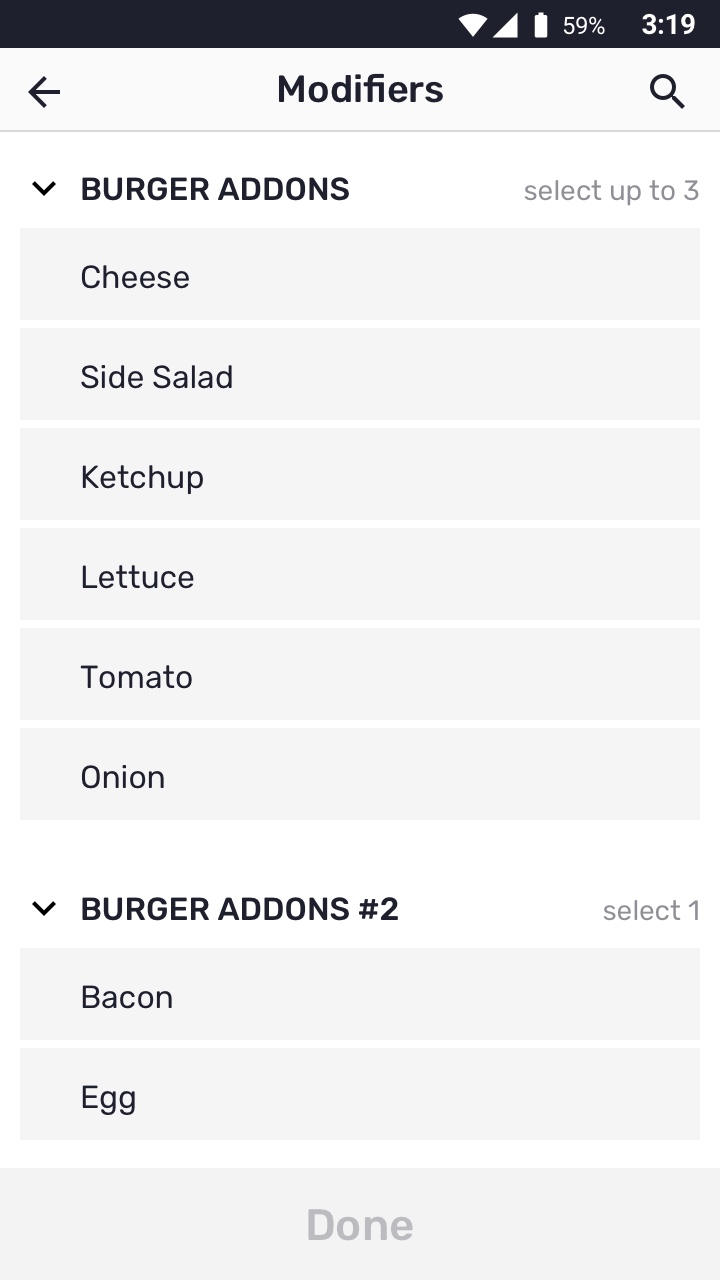 59% 3:19
Modifiers
BURGER ADDONS select up to 3
Cheese
Side Salad
Ketchup
Lettuce
Tomato
Onion
BURGER ADDONS #2 select 1
Bacon
Egg
Done